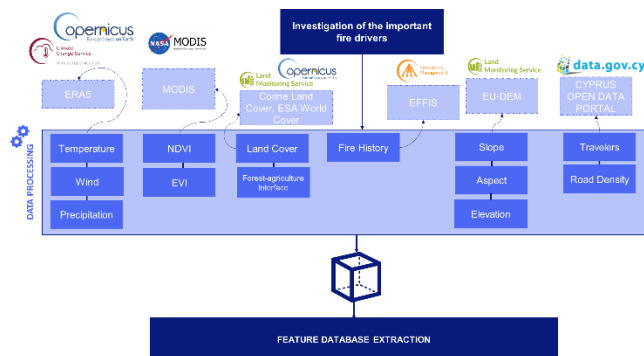 Copernicus
Europe's eyes on Earth
Climate
Change Service
NASA MODIS
Investigation of the important
fire drivers
Land
Monitoring Service
Copernicus
Emergency
Management
Land
Monitoring Service
data.gov.cy
ERA5
MODIS
Corine Land
Cover, ESA World
Cover
EFFIS
EU-DEM
CYPRUS
OPEN DATA
PORTAL
DATA PROCESSING
Temperature
NDVI
Land Cover
Fire History
Slope
Travelers
Wind
EVI
Forest-agriculture
Interface
Aspect
Road Density
Precipitation
Elevation
FEATURE DATABASE EXTRACTION